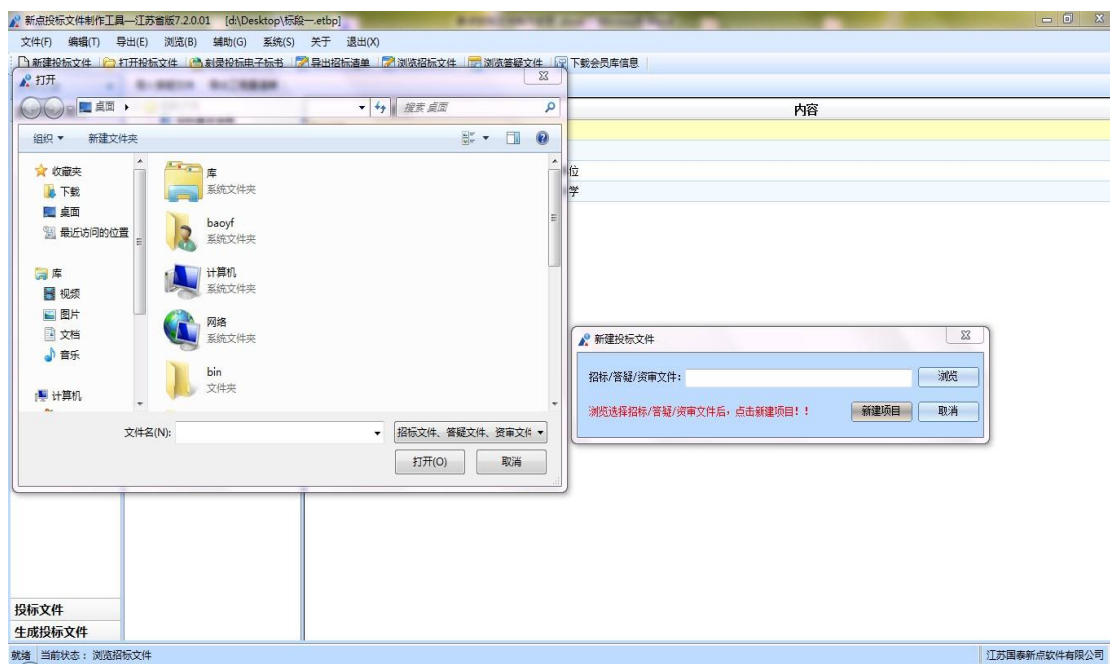 新点投标文件制作工具—江苏省版7.2.0.01 [d:\Desktop\标段一.etbp]
文件(F) 编辑(T) 导出(E) 浏览(B) 辅助(G) 系统(S) 关于 退出(X)
新建投标文件 打开投标文件 刻录投标电子标书 导出招标清单 浏览招标文件 浏览答疑文件 下载会员库信息
打开
桌面
搜索 桌面
内容
组织 新建文件夹
收藏夹
下载
桌面
最近访问的位置
库
视频
图片
文档
音乐
计算机
库
系统文件夹
baoyf
系统文件夹
计算机
系统文件夹
网络
系统文件夹
bin
文件夹
位
学
文件名(N):
招标文件、答疑文件、资审文件
打开(O) 取消
新建投标文件
招标/答疑/资审文件: 浏览
浏览选择招标/答疑/资审文件后，点击新建项目！！ 新建项目 取消
投标文件
生成投标文件
就绪 当前状态：浏览招标文件
江苏国泰新点软件有限公司